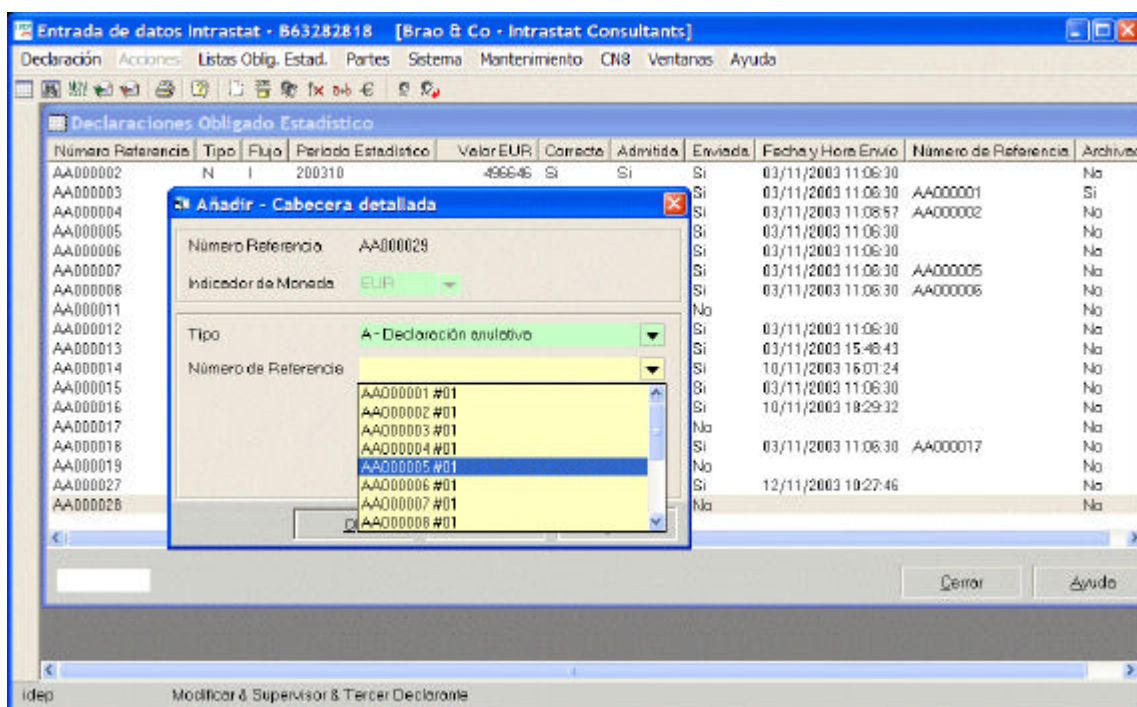 Entrada de datos Intrastat - B63282818 [Brao & Co - Intrastat Consultants]
Declaración Acciones Listas Oblig. Estad. Partes Sistema Mantenimiento CN8 Ventanas Ayuda
Declaraciones Obligado Estadístico
Número Referencia Tipo Flujo Periodo Estadístico Valor EUR Correcta Admitida Enviada Fecha y Hora Envío Número de Referencia Archivad
AA000002 N I 200310 496646 Si Si Si 03/11/2003 11:06:30 No
AA000003 Si 03/11/2003 11:06:30 AA000001 Si
AA000004 Si 03/11/2003 11:08:57 AA000002 No
AA000005 Si 03/11/2003 11:06:30 No
AA000006 Si 03/11/2003 11:06:30 No
AA000007 Si 03/11/2003 11:06:30 AA000005 No
AA000008 Si 03/11/2003 11:06:30 AA000006 No
AA000011 No No
AA000012 Si 03/11/2003 11:06:30 No
AA000013 Si 03/11/2003 15:48:43 No
AA000014 Si 10/11/2003 16:01:24 No
AA000015 Si 03/11/2003 11:06:30 No
AA000016 Si 10/11/2003 18:29:32 No
AA000017 No No
AA000018 Si 03/11/2003 11:06:30 AA000017 No
AA000019 No No
AA000027 Si 12/11/2003 10:27:46 No
AA000028 No No
Añadir - Cabecera detallada
Número Referencia AA000029
Indicador de Moneda EUR
Tipo A - Declaración anulativa
Número de Referencia
AA000001 #01
AA000002 #01
AA000003 #01
AA000004 #01
AA000005 #01
AA000006 #01
AA000007 #01
AA000008 #01
Cerrar Ayuda
idep Modificar & Supervisor & Tercer Declarante